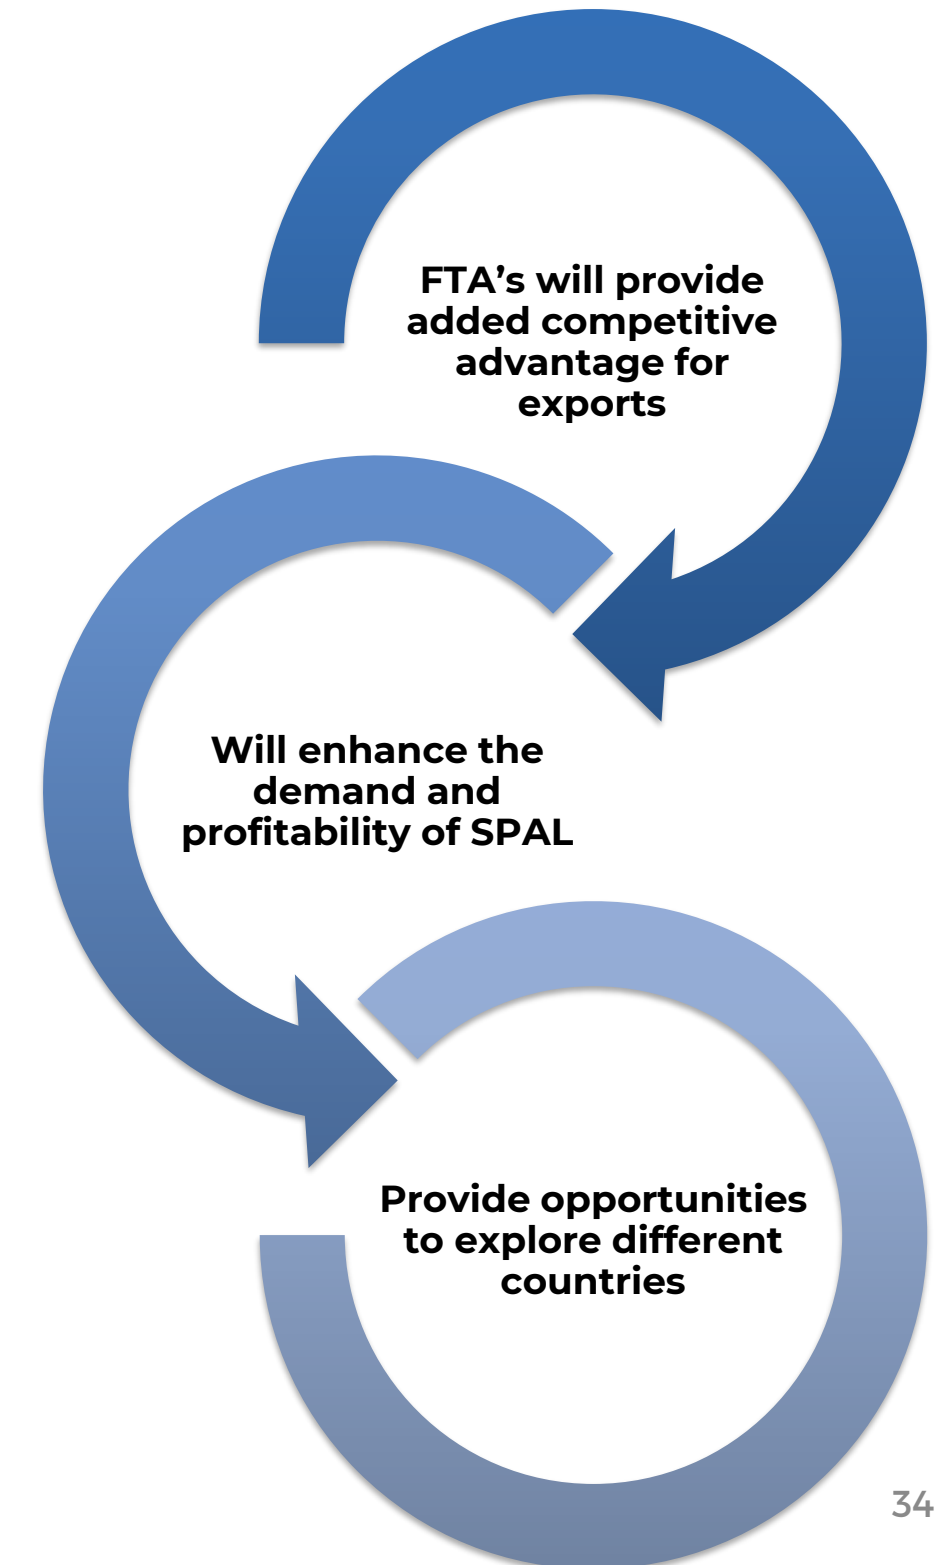 FTA’s will provide
added competitive
advantage for
exports
Will enhance the
demand and
profitability of SPAL
Provide opportunities
to explore different
countries
34